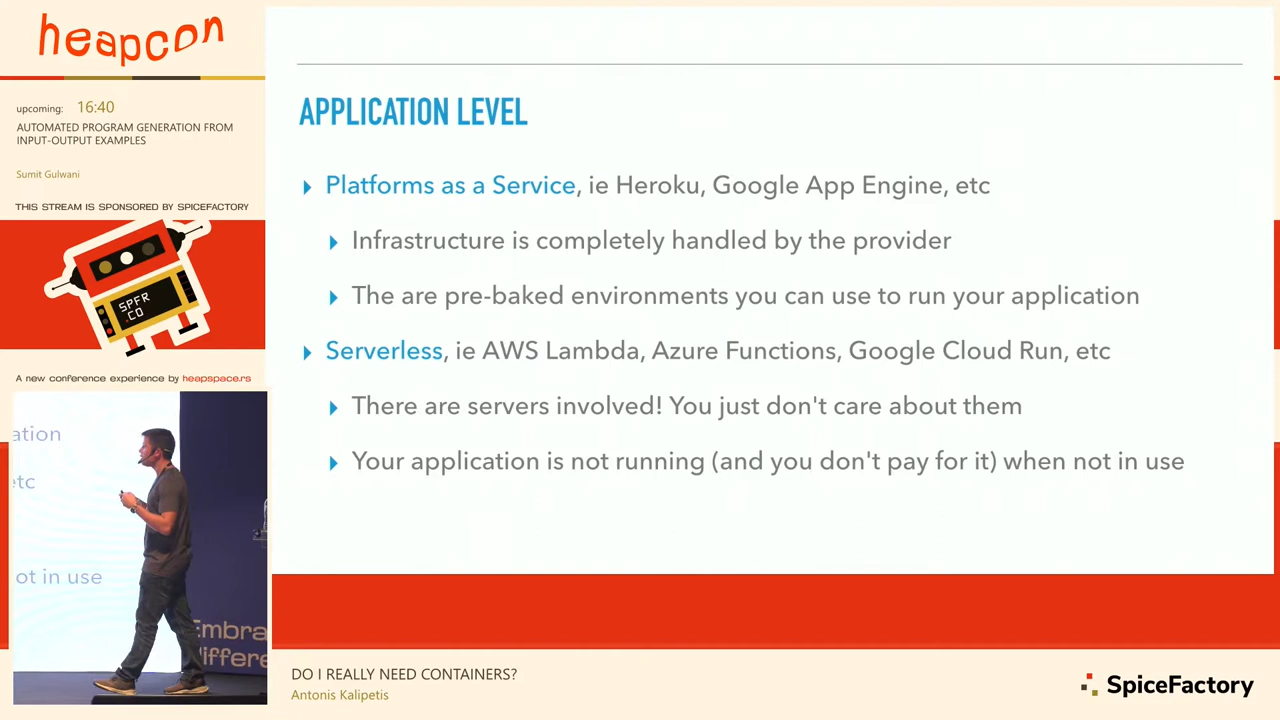 heapcon
upcoming: 16:40
AUTOMATED PROGRAM GENERATION FROM
INPUT-OUTPUT EXAMPLES
Sumit Gulwani
THIS STREAM IS SPONSORED BY SPICEFACTORY
SPFR
.CO
A new conference experience by heapspace.rs
APPLICATION LEVEL
Platforms as a Service, ie Heroku, Google App Engine, etc
Infrastructure is completely handled by the provider
The are pre-baked environments you can use to run your application
Serverless, ie AWS Lambda, Azure Functions, Google Cloud Run, etc
There are servers involved! You just don't care about them
Your application is not running (and you don't pay for it) when not in use
ation
etc
ot in use
Embra
iffere
DO I REALLY NEED CONTAINERS?
Antonis Kalipetis
SpiceFactory